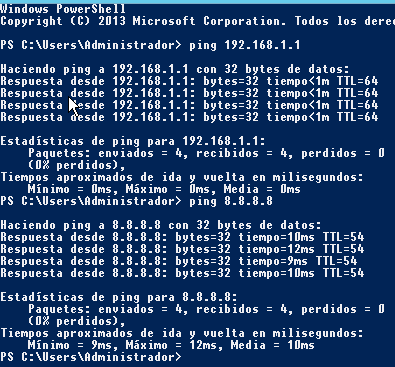 Windows PowerShell
Copyright (C) 2013 Microsoft Corporation. Todos los dere
PS C:\Users\Administrador> ping 192.168.1.1
Haciendo ping a 192.168.1.1 con 32 bytes de datos:
Respuesta desde 192.168.1.1: bytes=32 tiempo<1m TTL=64
Respuesta desde 192.168.1.1: bytes=32 tiempo<1m TTL=64
Respuesta desde 192.168.1.1: bytes=32 tiempo<1m TTL=64
Respuesta desde 192.168.1.1: bytes=32 tiempo<1m TTL=64
Estadísticas de ping para 192.168.1.1:
Paquetes: enviados = 4, recibidos = 4, perdidos = 0
(0% perdidos),
Tiempos aproximados de ida y vuelta en milisegundos:
Mínimo = 0ms, Máximo = 0ms, Media = 0ms
PS C:\Users\Administrador> ping 8.8.8.8
Haciendo ping a 8.8.8.8 con 32 bytes de datos:
Respuesta desde 8.8.8.8: bytes=32 tiempo=10ms TTL=54
Respuesta desde 8.8.8.8: bytes=32 tiempo=12ms TTL=54
Respuesta desde 8.8.8.8: bytes=32 tiempo=9ms TTL=54
Respuesta desde 8.8.8.8: bytes=32 tiempo=10ms TTL=54
Estadísticas de ping para 8.8.8.8:
Paquetes: enviados = 4, recibidos = 4, perdidos = 0
(0% perdidos),
Tiempos aproximados de ida y vuelta en milisegundos:
Mínimo = 9ms, Máximo = 12ms, Media = 10ms
PS C:\Users\Administrador>